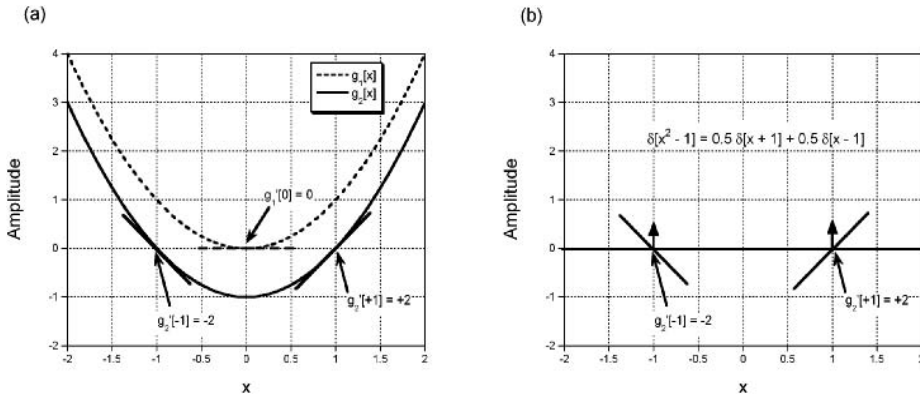 (a)
4
3
2
1
0
-1
-2
Amplitude
g₁[x]
g₂[x]
g₁'[0] = 0
g₂'[-1] = -2
g₂'[+1] = +2
-2 -1.5 -1 -0.5 0 0.5 1 1.5 2
x
(b)
4
3
2
1
0
-1
-2
Amplitude
δ[x² - 1] = 0.5 δ[x + 1] + 0.5 δ[x - 1]
g₂'[-1] = -2
g₂'[+1] = +2
-2 -1.5 -1 -0.5 0 0.5 1 1.5 2
x